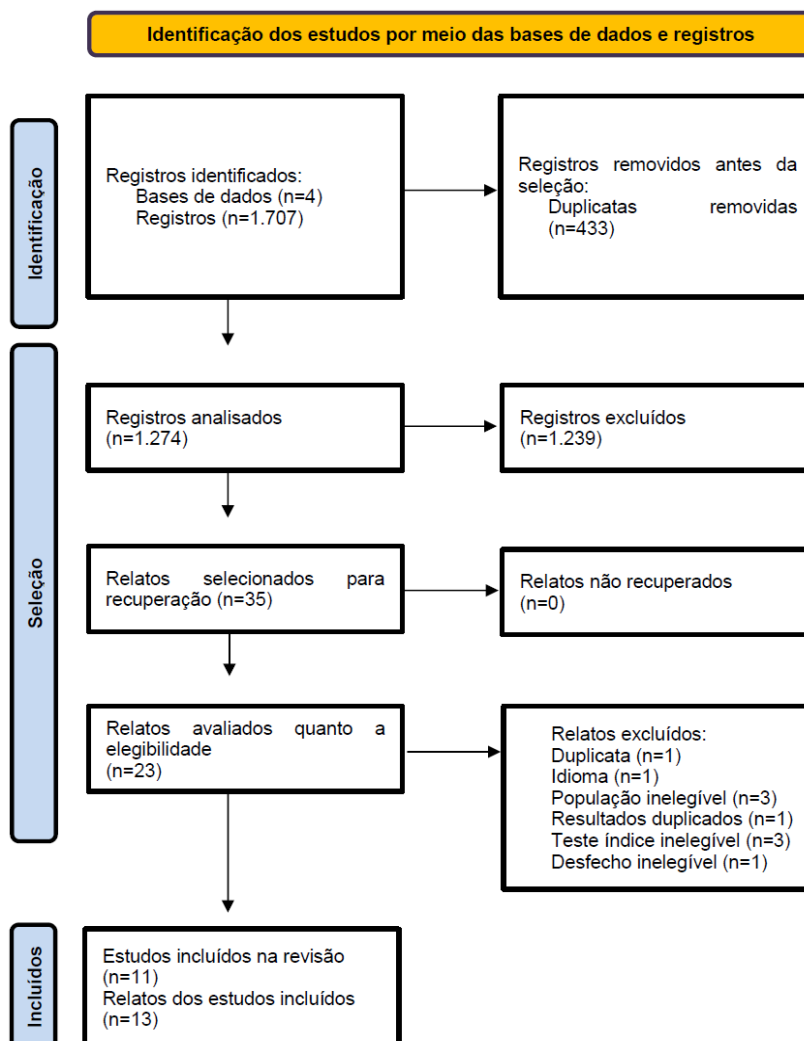 Identificação dos estudos por meio das bases de dados e registros
Identificação
Registros identificados:
Bases de dados (n=4)
Registros (n=1.707)
Registros removidos antes da
seleção:
Duplicatas removidas
(n=433)
Seleção
Registros analisados
(n=1.274)
Registros excluídos
(n=1.239)
Relatos selecionados para
recuperação (n=35)
Relatos não recuperados
(n=0)
Relatos avaliados quanto a
elegibilidade
(n=23)
Relatos excluídos:
Duplicata (n=1)
Idioma (n=1)
População inelegível (n=3)
Resultados duplicados (n=1)
Teste índice inelegível (n=3)
Desfecho inelegível (n=1)
Incluídos
Estudos incluídos na revisão
(n=11)
Relatos dos estudos incluídos
(n=13)